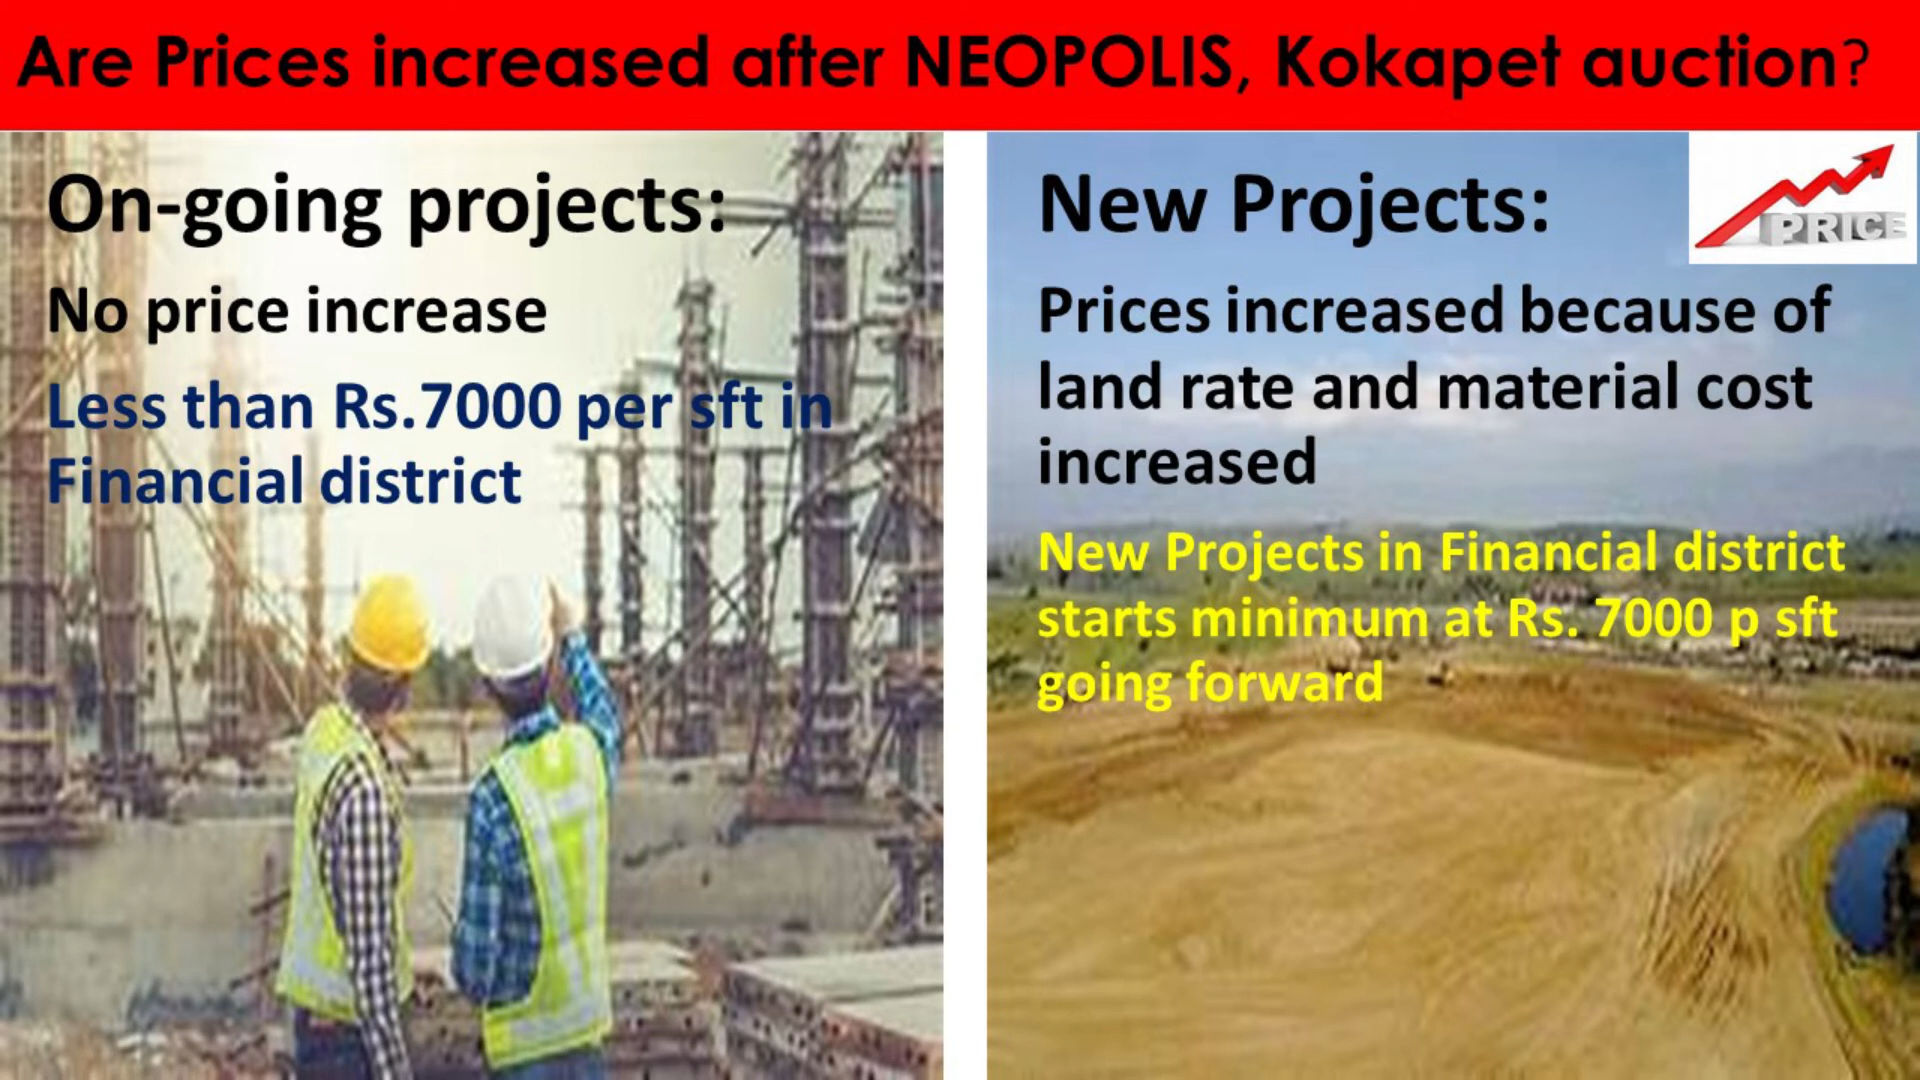 Are Prices increased after NEOPOLIS, Kokapet auction?
On-going projects:
No price increase
Less than Rs.7000 per sft in
Financial district
New Projects:
PRICE
Prices increased because of
land rate and material cost
increased
New Projects in Financial district
starts minimum at Rs. 7000 p sft
going forward